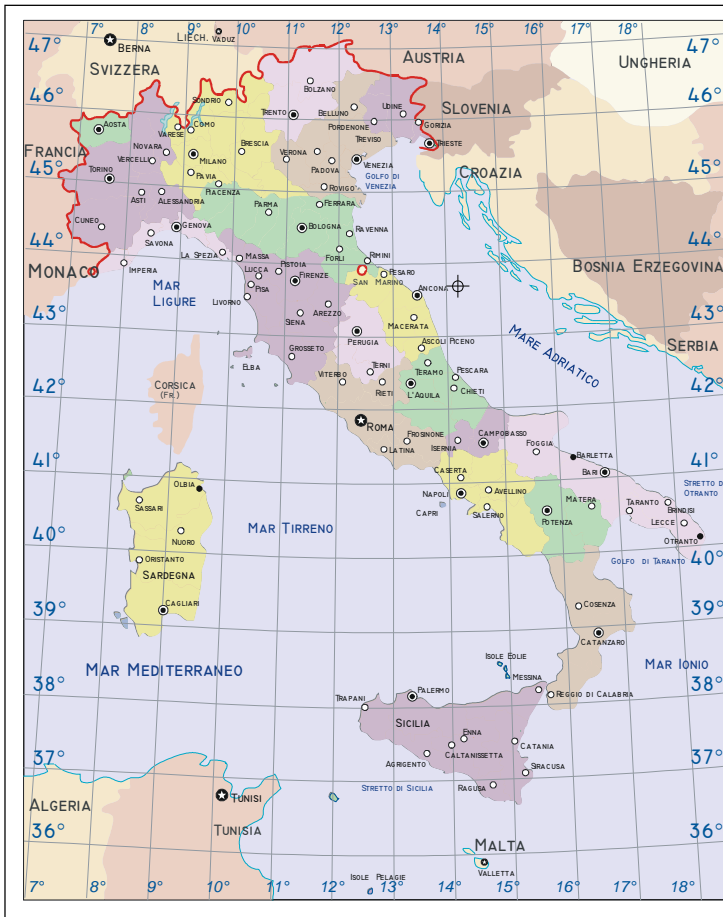 7° 8° 9° 10° 11° 12° 13° 14° 15° 16° 17° 18°
47° 47°
Berna
Liech. Vaduz
Svizzera
Austria
Ungheria
Bolzano
Sondrio
46° 46°
Trento
Belluno
Udine
Slovenia
Aosta
Varese
Como
Pordenone
Gorizia
Treviso
Trieste
Francia
Novara
Brescia
Verona
Vercelli
Milano
Padova
Venezia
Croazia
45° 45°
Torino
Pavia
Golfo di
Venezia
Piacenza
Rovigo
Asti
Alessandria
Parma
Ferrara
Cuneo
Genova
Bologna
Ravenna
Savona
44° 44°
La Spezia
Massa
Forlì
Rimini
Monaco
Imperia
Pistoia
Lucca
Firenze
Pesaro
Bosnia Erzegovina
San Marino
Mar
Ligure
Pisa
Ancona
Livorno
Arezzo
43° 43°
Siena
Macerata
Mare Adriatico
Perugia
Ascoli Piceno
Serbia
Grosseto
Elba
Terni
Teramo
Pescara
Viterbo
42° 42°
Corsica
(Fr.)
Rieti
L'Aquila
Chieti
Roma
Frosinone
Campobasso
Latina
Isernia
Foggia
Barletta
41° 41°
Caserta
Bari
Olbia
Stretto di
Otranto
Sassari
Napoli
Avellino
Matera
Taranto
Brindisi
Capri
Salerno
Potenza
Lecce
40° 40°
Mar Tirreno
Nuoro
Otranto
Oristano
Golfo di Taranto
Sardegna
Cagliari
Cosenza
39° 39°
Catanzaro
Isole Eolie
Mar Mediterraneo
Mar Ionio
Messina
38° 38°
Trapani
Palermo
Reggio di Calabria
Sicilia
Enna
Catania
37° 37°
Agrigento
Caltanissetta
Siracusa
Stretto di Sicilia
Ragusa
Algeria
Tunisi
36° 36°
Tunisia
Malta
Valletta
Isole Pelagie
7° 8° 9° 10° 11° 12° 13° 14° 15° 16° 17° 18°